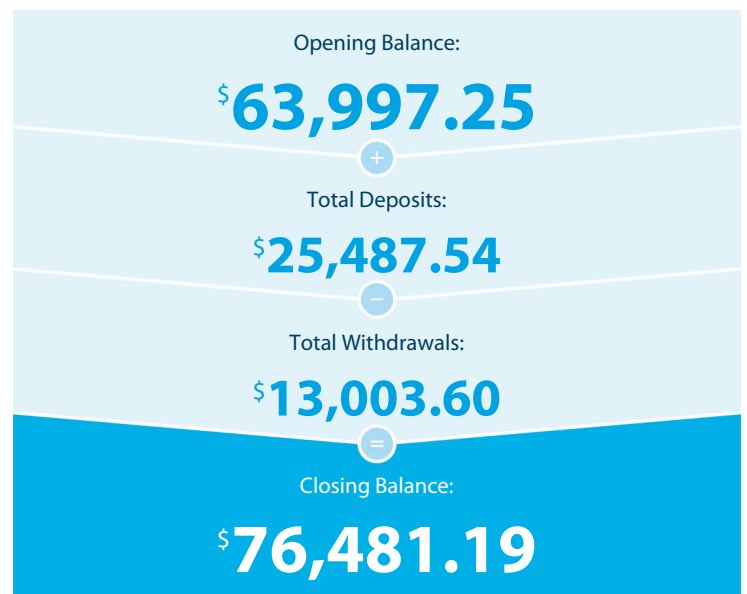 Opening Balance:
$63,997.25
+
Total Deposits:
$25,487.54
−
Total Withdrawals:
$13,003.60
=
Closing Balance:
$76,481.19